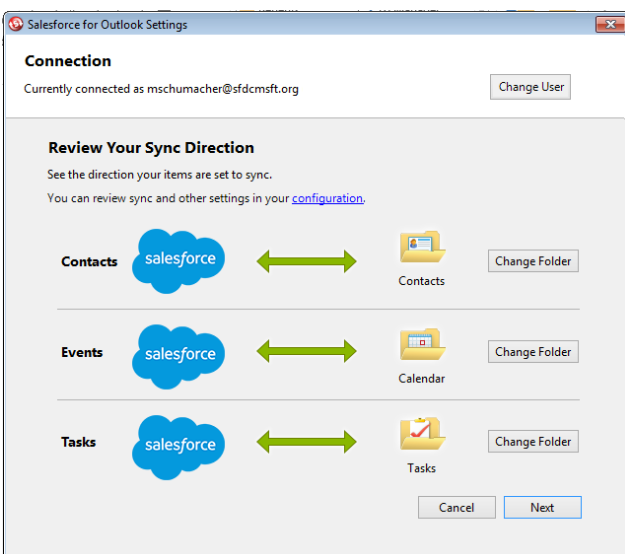 Salesforce for Outlook Settings
Connection
Currently connected as mschumacher@sfdcmsft.org
Change User
Review Your Sync Direction
See the direction your items are set to sync.
You can review sync and other settings in your configuration.
Contacts
salesforce
Contacts
Change Folder
Events
salesforce
Calendar
Change Folder
Tasks
salesforce
Tasks
Change Folder
Cancel
Next